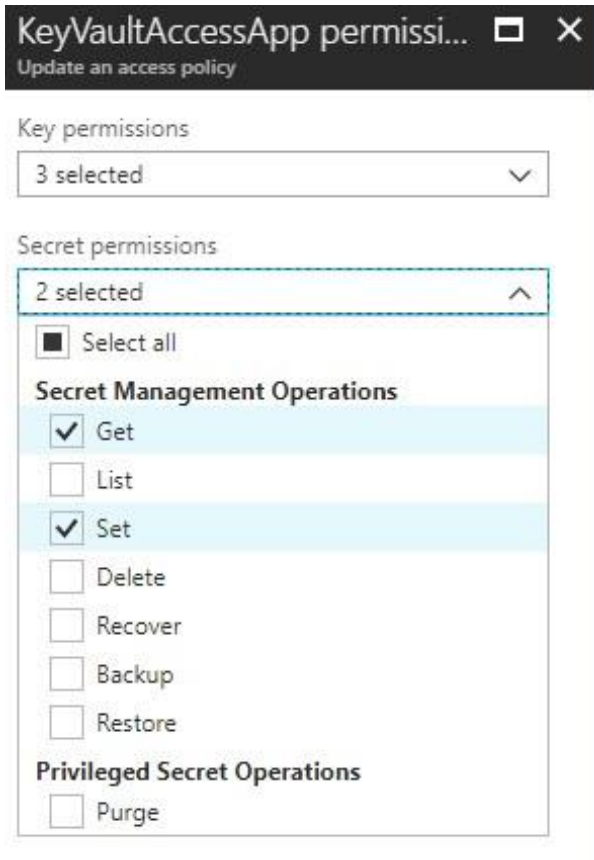 KeyVaultAccessApp permissi...
Update an access policy
Key permissions
3 selected
Secret permissions
2 selected
Select all
Secret Management Operations
Get
List
Set
Delete
Recover
Backup
Restore
Privileged Secret Operations
Purge